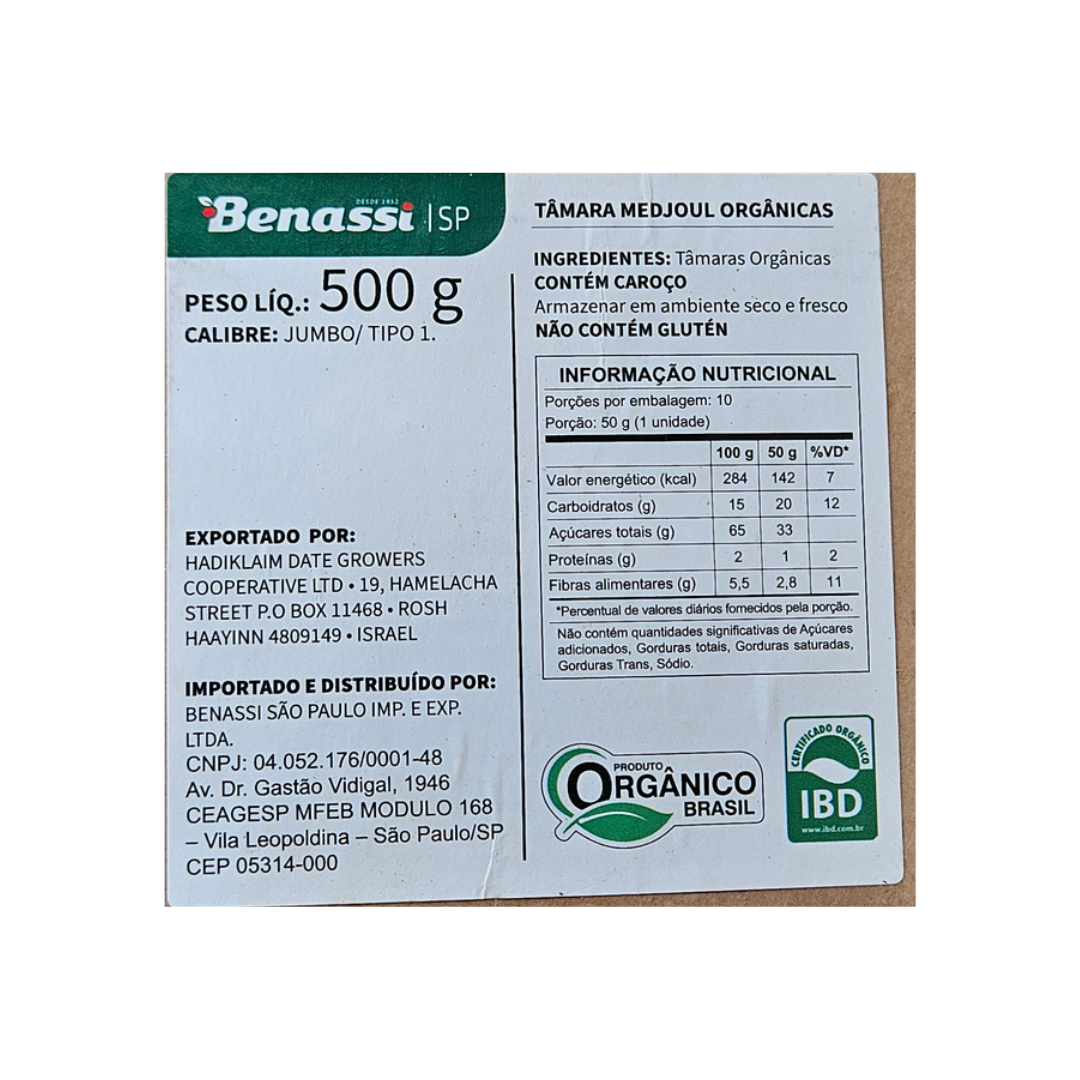 DESDE 1952
Benassi | SP
PESO LÍQ.: 500 g
CALIBRE: JUMBO/ TIPO 1.
EXPORTADO POR:
HADIKLAIM DATE GROWERS
COOPERATIVE LTD • 19, HAMELACHA
STREET P.O BOX 11468 • ROSH
HAAYINN 4809149 • ISRAEL
IMPORTADO E DISTRIBUÍDO POR:
BENASSI SÃO PAULO IMP. E EXP.
LTDA.
CNPJ: 04.052.176/0001-48
Av. Dr. Gastão Vidigal, 1946
CEAGESP MFEB MODULO 168
– Vila Leopoldina – São Paulo/SP
CEP 05314-000
TÂMARA MEDJOUL ORGÂNICAS
INGREDIENTES: Tâmaras Orgânicas
CONTÉM CAROÇO
Armazenar em ambiente seco e fresco
NÃO CONTÉM GLUTÉN
INFORMAÇÃO NUTRICIONAL
Porções por embalagem: 10
Porção: 50 g (1 unidade)
100 g 50 g %VD*
Valor energético (kcal) 284 142 7
Carboidratos (g) 15 20 12
Açúcares totais (g) 65 33
Proteínas (g) 2 1 2
Fibras alimentares (g) 5,5 2,8 11
*Percentual de valores diários fornecidos pela porção.
Não contém quantidades significativas de Açúcares
adicionados, Gorduras totais, Gorduras saturadas,
Gorduras Trans, Sódio.
PRODUTO
ORGÂNICO
BRASIL
CERTIFICADO ORGÂNICO
IBD
www.ibd.com.br